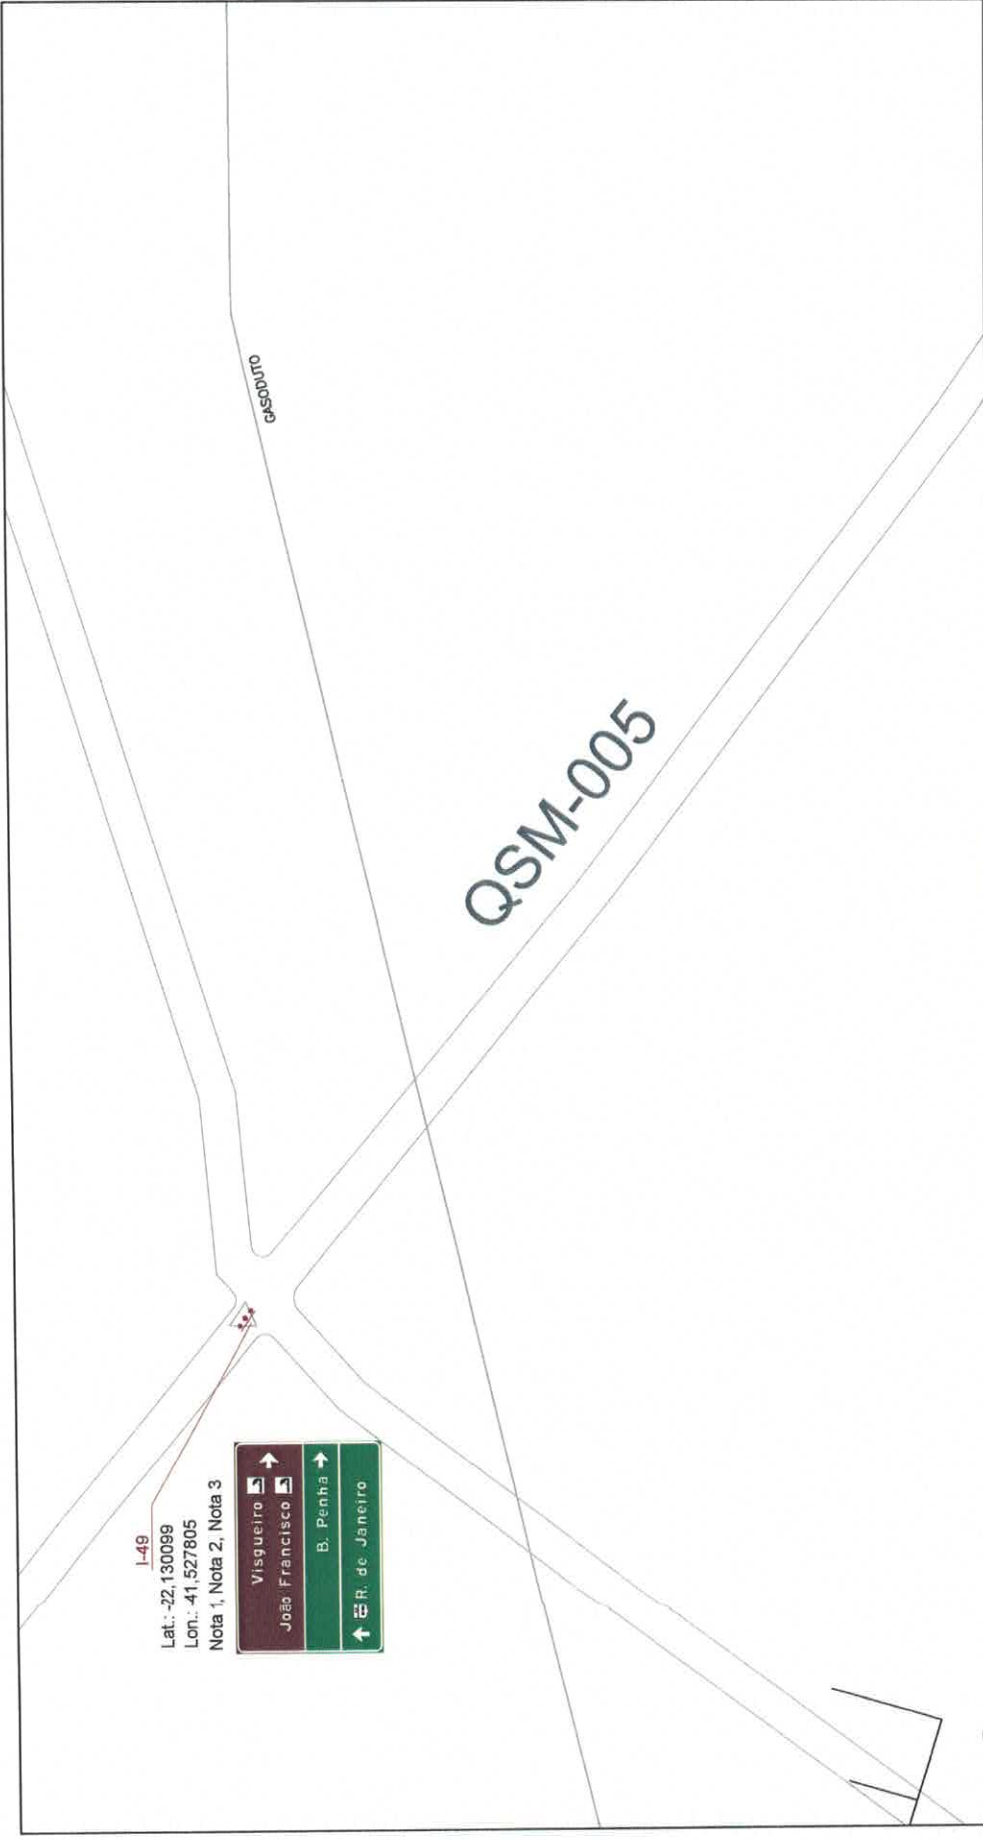 I-49
Lat.: -22,130099
Lon.: 41,527805
Nota 1, Nota 2, Nota 3
Visgueiro
João Francisco
B. Penha
R. de Janeiro
QSM-005
GASODUTO